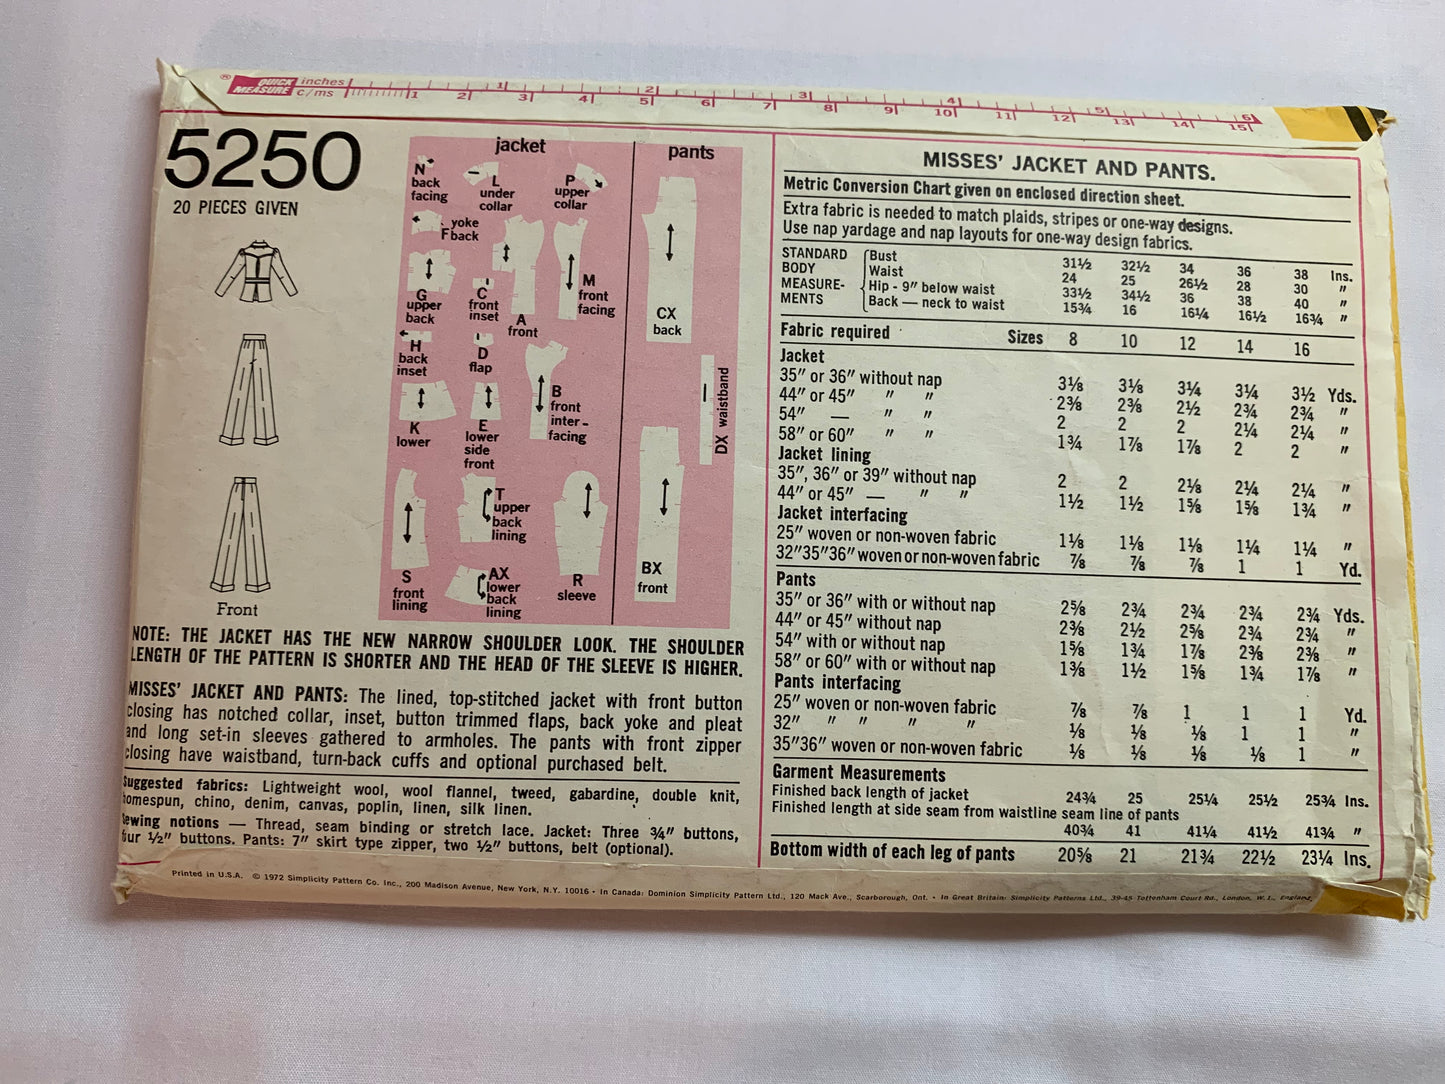 ® QUICK MEASURE inches 1 2 3 4 5 6
c/ms 1 2 3 4 5 6 7 8 9 10 11 12 13 14 15
5250
20 PIECES GIVEN
Front
jacket
pants
N
back
facing
L
under
collar
P
upper
collar
yoke
F back
G
upper
back
C
front
inset
A
front
M
front
facing
H
back
inset
D
flap
B
front
inter-
facing
K
lower
E
lower
side
front
S
front
lining
T
upper
back
lining
AX
lower
back
lining
R
sleeve
CX
back
DX waistband
BX
front
NOTE: THE JACKET HAS THE NEW NARROW SHOULDER LOOK. THE SHOULDER
LENGTH OF THE PATTERN IS SHORTER AND THE HEAD OF THE SLEEVE IS HIGHER.
MISSES' JACKET AND PANTS: The lined, top-stitched jacket with front button
closing has notched collar, inset, button trimmed flaps, back yoke and pleat
and long set-in sleeves gathered to armholes. The pants with front zipper
closing have waistband, turn-back cuffs and optional purchased belt.
Suggested fabrics: Lightweight wool, wool flannel, tweed, gabardine, double knit,
homespun, chino, denim, canvas, poplin, linen, silk linen.
Sewing notions — Thread, seam binding or stretch lace. Jacket: Three ¾" buttons,
four ½" buttons. Pants: 7" skirt type zipper, two ½" buttons, belt (optional).
MISSES' JACKET AND PANTS.
Metric Conversion Chart given on enclosed direction sheet.
Extra fabric is needed to match plaids, stripes or one-way designs.
Use nap yardage and nap layouts for one-way design fabrics.
STANDARD BODY MEASURE-MENTS
Bust 31½ 32½ 34 36 38 Ins.
Waist 24 25 26½ 28 30 "
Hip - 9" below waist 33½ 34½ 36 38 40 "
Back — neck to waist 15¾ 16 16¼ 16½ 16¾ "
Fabric required Sizes 8 10 12 14 16
Jacket
35" or 36" without nap 3⅛ 3⅛ 3¼ 3¼ 3½ Yds.
44" or 45" " " 2⅜ 2⅜ 2½ 2¾ 2¾ "
54" — " " 2 2 2 2¼ 2¼ "
58" or 60" " " 1¾ 1⅞ 1⅞ 2 2 "
Jacket lining
35", 36" or 39" without nap 2 2 2⅛ 2¼ 2¼ "
44" or 45" — " " 1½ 1½ 1⅝ 1⅝ 1¾ "
Jacket interfacing
25" woven or non-woven fabric 1⅛ 1⅛ 1⅛ 1¼ 1¼ "
32"35"36" woven or non-woven fabric ⅞ ⅞ ⅞ 1 1 Yd.
Pants
35" or 36" with or without nap 2⅝ 2¾ 2¾ 2¾ 2¾ Yds.
44" or 45" without nap 2⅜ 2½ 2⅝ 2¾ 2¾ "
54" with or without nap 1⅝ 1¾ 1⅞ 2⅜ 2⅜ "
58" or 60" with or without nap 1⅜ 1½ 1⅝ 1¾ 1⅞ "
Pants interfacing
25" woven or non-woven fabric ⅞ ⅞ 1 1 1 Yd.
32" " " " " ⅛ ⅛ ⅛ 1 1 "
35"36" woven or non-woven fabric ⅛ ⅛ ⅛ ⅛ 1 "
Garment Measurements
Finished back length of jacket 24¾ 25 25¼ 25½ 25¾ Ins.
Finished length at side seam from waistline seam line of pants
40¾ 41 41¼ 41½ 41¾ "
Bottom width of each leg of pants 20⅝ 21 21¾ 22½ 23¼ Ins.
Printed in U.S.A. © 1972 Simplicity Pattern Co. Inc., 200 Madison Avenue, New York, N.Y. 10016 • In Canada: Dominion Simplicity Pattern Ltd., 120 Mack Ave., Scarborough, Ont. • In Great Britain: Simplicity Patterns Ltd., 39-45 Tottenham Court Rd., London, W. 1., England.